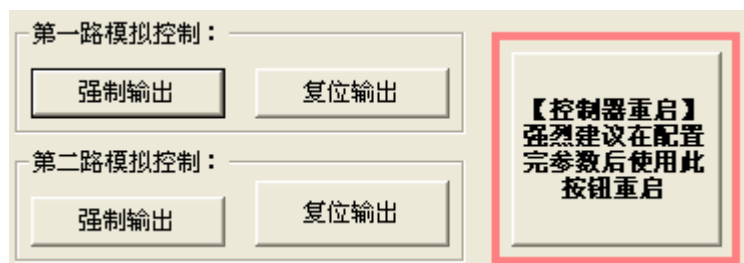 第一路模拟控制：
强制输出
复位输出
第二路模拟控制：
强制输出
复位输出
【控制器重启】
强烈建议在配置
完参数后使用此
按钮重启